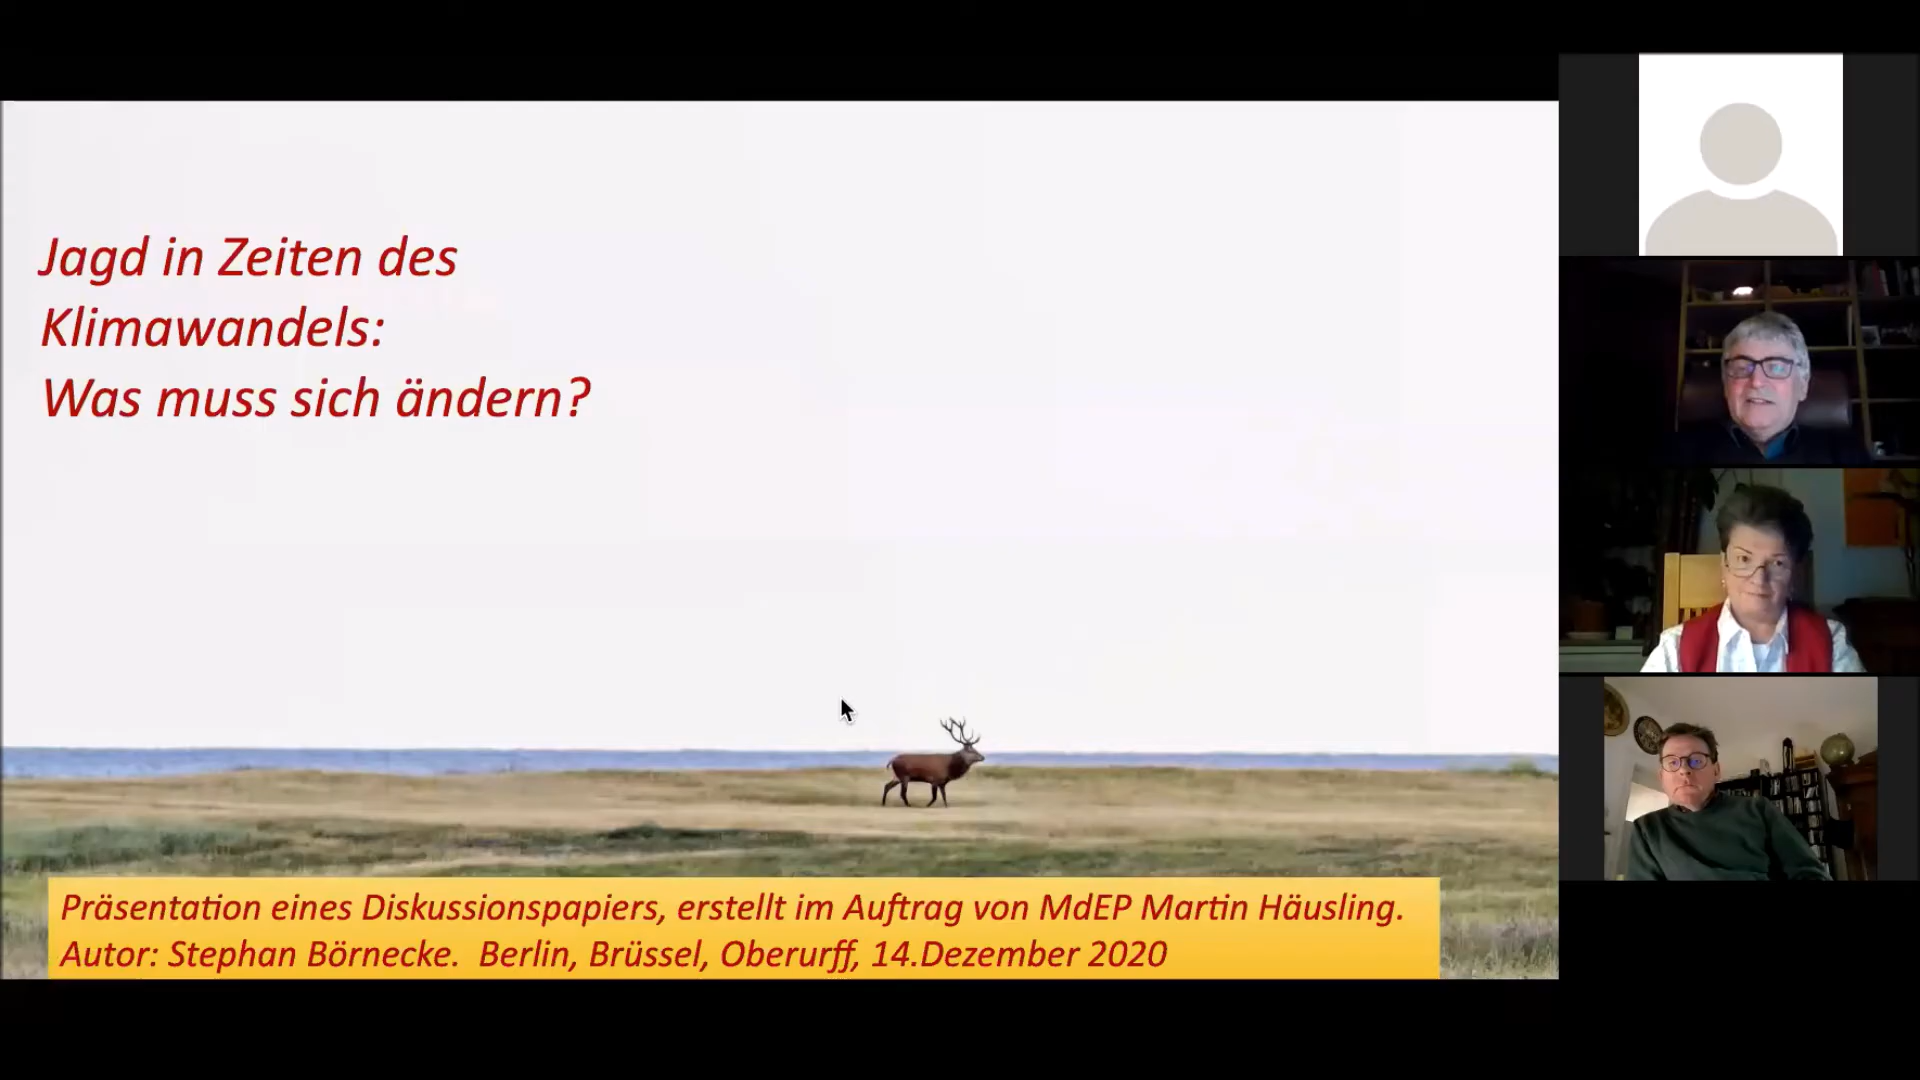 Jagd in Zeiten des
Klimawandels:
Was muss sich ändern?
Präsentation eines Diskussionspapiers, erstellt im Auftrag von MdEP Martin Häusling.
Autor: Stephan Börnecke.  Berlin, Brüssel, Oberurff, 14.Dezember 2020